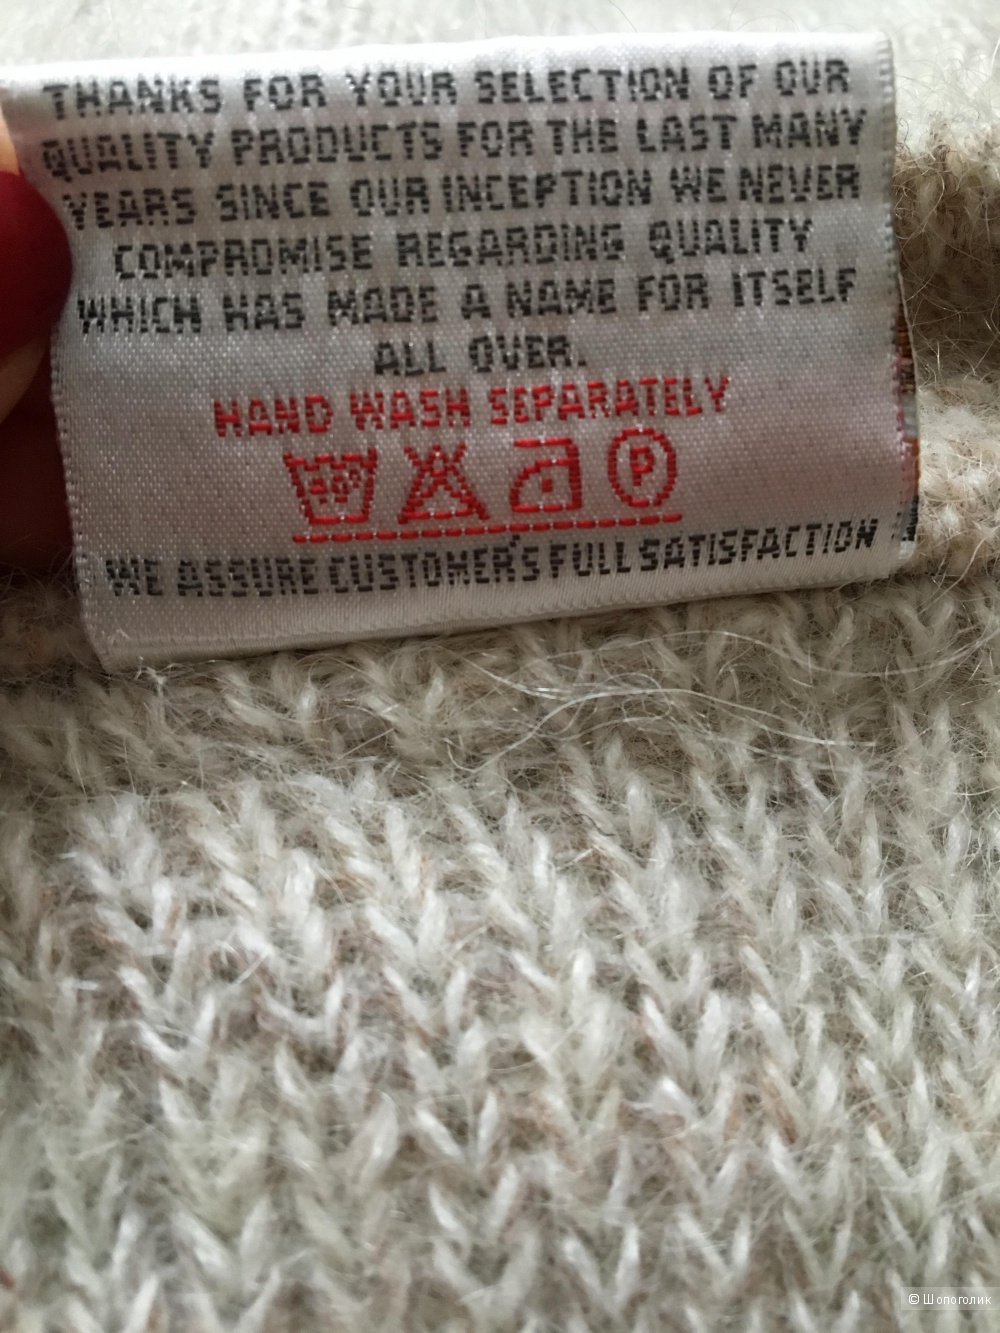 THANKS FOR YOUR SELECTION OF OUR
QUALITY PRODUCTS FOR THE LAST MANY
YEARS SINCE OUR INCEPTION WE NEVER
COMPROMISE REGARDING QUALITY
WHICH HAS MADE A NAME FOR ITSELF
ALL OVER.
HAND WASH SEPARATELY
40° P
WE ASSURE CUSTOMER'S FULL SATISFACTION
© Шопоголик